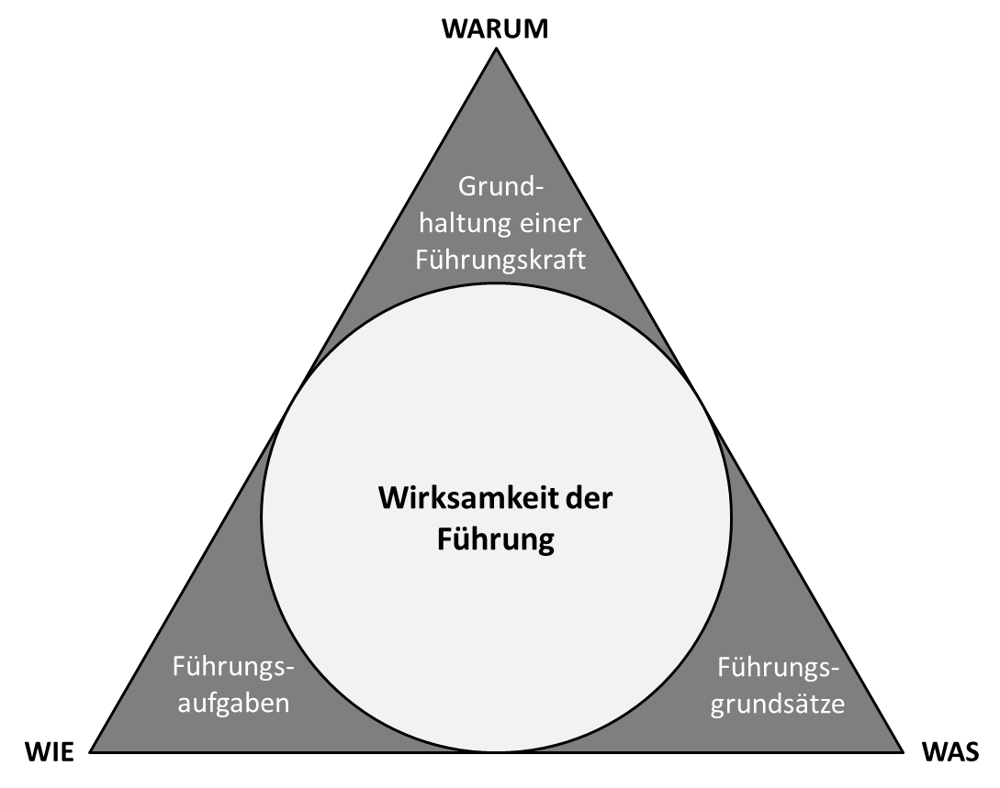 WARUM
Grund-
haltung einer
Führungskraft
Wirksamkeit der
Führung
Führungs-
aufgaben
Führungs-
grundsätze
WIE
WAS